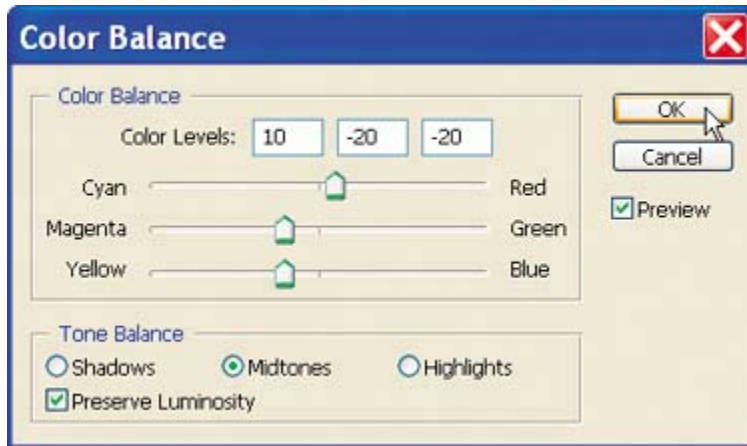 Color Balance
Color Balance
Color Levels: 10 -20 -20
Cyan Red
Magenta Green
Yellow Blue
OK
Cancel
Preview
Tone Balance
Shadows Midtones Highlights
Preserve Luminosity